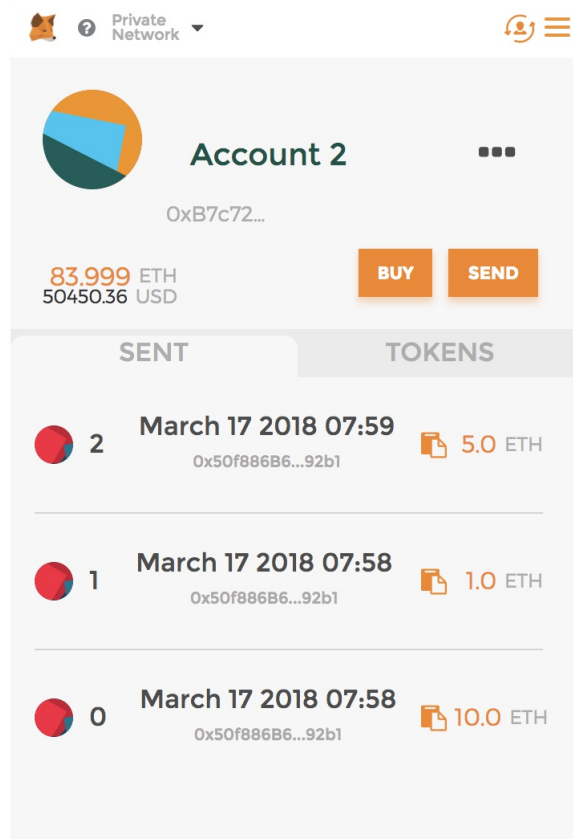 Private
Network
Account 2
0xB7c72...
83.999 ETH
50450.36 USD
BUY
SEND
SENT
TOKENS
2
March 17 2018 07:59
0x50f886B6...92b1
5.0 ETH
1
March 17 2018 07:58
0x50f886B6...92b1
1.0 ETH
0
March 17 2018 07:58
0x50f886B6...92b1
10.0 ETH